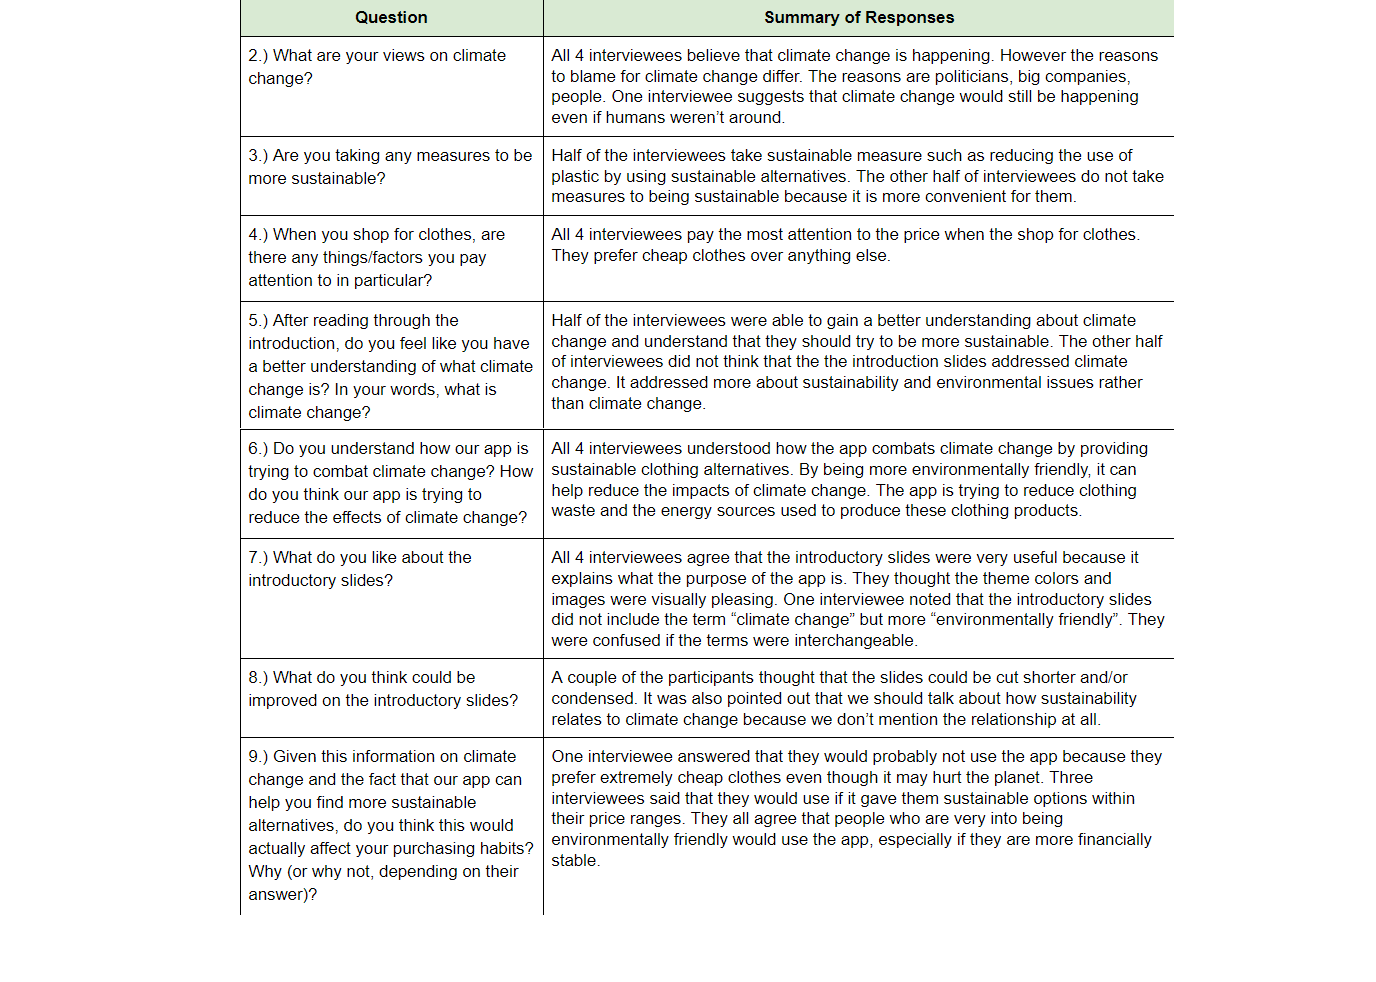 Question
Summary of Responses
2.) What are your views on climate
change?
All 4 interviewees believe that climate change is happening. However the reasons
to blame for climate change differ. The reasons are politicians, big companies,
people. One interviewee suggests that climate change would still be happening
even if humans weren’t around.
3.) Are you taking any measures to be
more sustainable?
Half of the interviewees take sustainable measure such as reducing the use of
plastic by using sustainable alternatives. The other half of interviewees do not take
measures to being sustainable because it is more convenient for them.
4.) When you shop for clothes, are
there any things/factors you pay
attention to in particular?
All 4 interviewees pay the most attention to the price when the shop for clothes.
They prefer cheap clothes over anything else.
5.) After reading through the
introduction, do you feel like you have
a better understanding of what climate
change is? In your words, what is
climate change?
Half of the interviewees were able to gain a better understanding about climate
change and understand that they should try to be more sustainable. The other half
of interviewees did not think that the the introduction slides addressed climate
change. It addressed more about sustainability and environmental issues rather
than climate change.
6.) Do you understand how our app is
trying to combat climate change? How
do you think our app is trying to
reduce the effects of climate change?
All 4 interviewees understood how the app combats climate change by providing
sustainable clothing alternatives. By being more environmentally friendly, it can
help reduce the impacts of climate change. The app is trying to reduce clothing
waste and the energy sources used to produce these clothing products.
7.) What do you like about the
introductory slides?
All 4 interviewees agree that the introductory slides were very useful because it
explains what the purpose of the app is. They thought the theme colors and
images were visually pleasing. One interviewee noted that the introductory slides
did not include the term “climate change” but more “environmentally friendly”. They
were confused if the terms were interchangeable.
8.) What do you think could be
improved on the introductory slides?
A couple of the participants thought that the slides could be cut shorter and/or
condensed. It was also pointed out that we should talk about how sustainability
relates to climate change because we don’t mention the relationship at all.
9.) Given this information on climate
change and the fact that our app can
help you find more sustainable
alternatives, do you think this would
actually affect your purchasing habits?
Why (or why not, depending on their
answer)?
One interviewee answered that they would probably not use the app because they
prefer extremely cheap clothes even though it may hurt the planet. Three
interviewees said that they would use if it gave them sustainable options within
their price ranges. They all agree that people who are very into being
environmentally friendly would use the app, especially if they are more financially
stable.